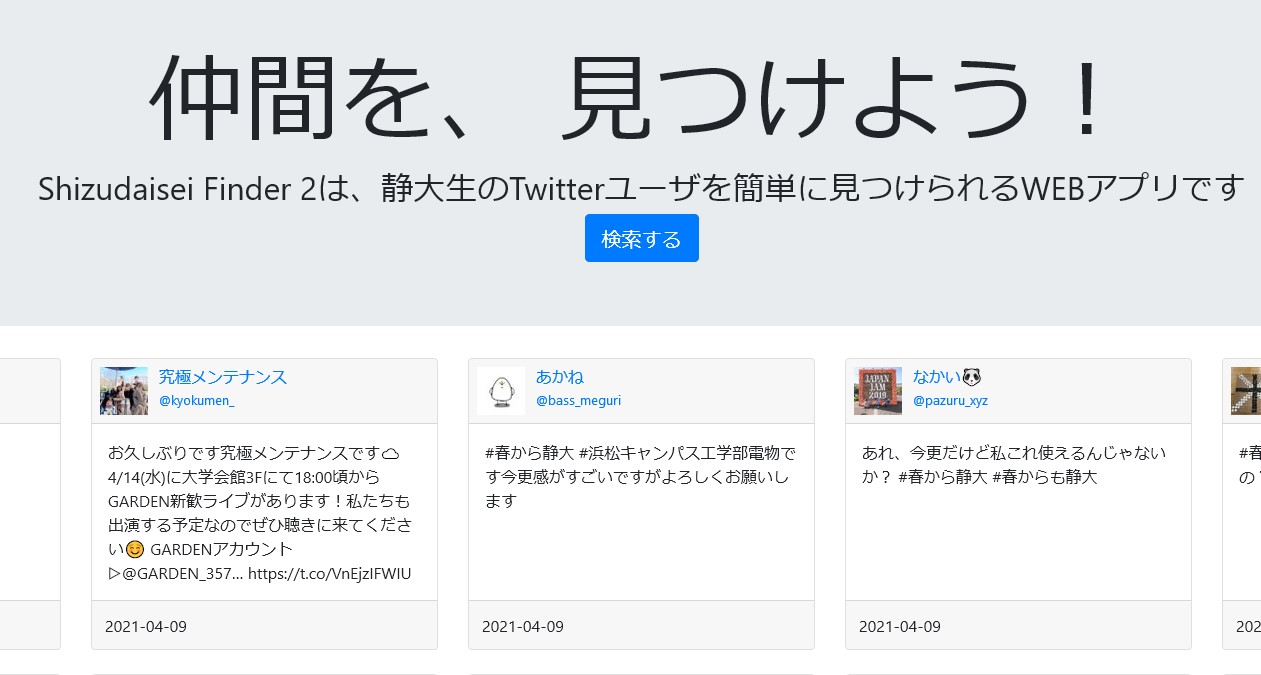 仲間を、 見つけよう！
Shizudaisei Finder 2は、静大生のTwitterユーザを簡単に見つけられるWEBアプリです
検索する
究極メンテナンス
@kyokumen_
お久しぶりです究極メンテナンスです☁
4/14(水)に大学会館3Fにて18:00頃から
GARDEN新歓ライブがあります！私たちも
出演する予定なのでぜひ聴きに来てくださ
い😊 GARDENアカウント
▷@GARDEN_357… https://t.co/VnEjzIFWIU
2021-04-09
あかね
@bass_meguri
#春から静大 #浜松キャンパス工学部電物で
す今更感がすごいですがよろしくお願いし
ます
2021-04-09
なかい🐼
@pazuru_xyz
JAPAN
JAM
2019
あれ、今更だけど私これ使えるんじゃない
か？ #春から静大 #春からも静大
2021-04-09
#春
の
202